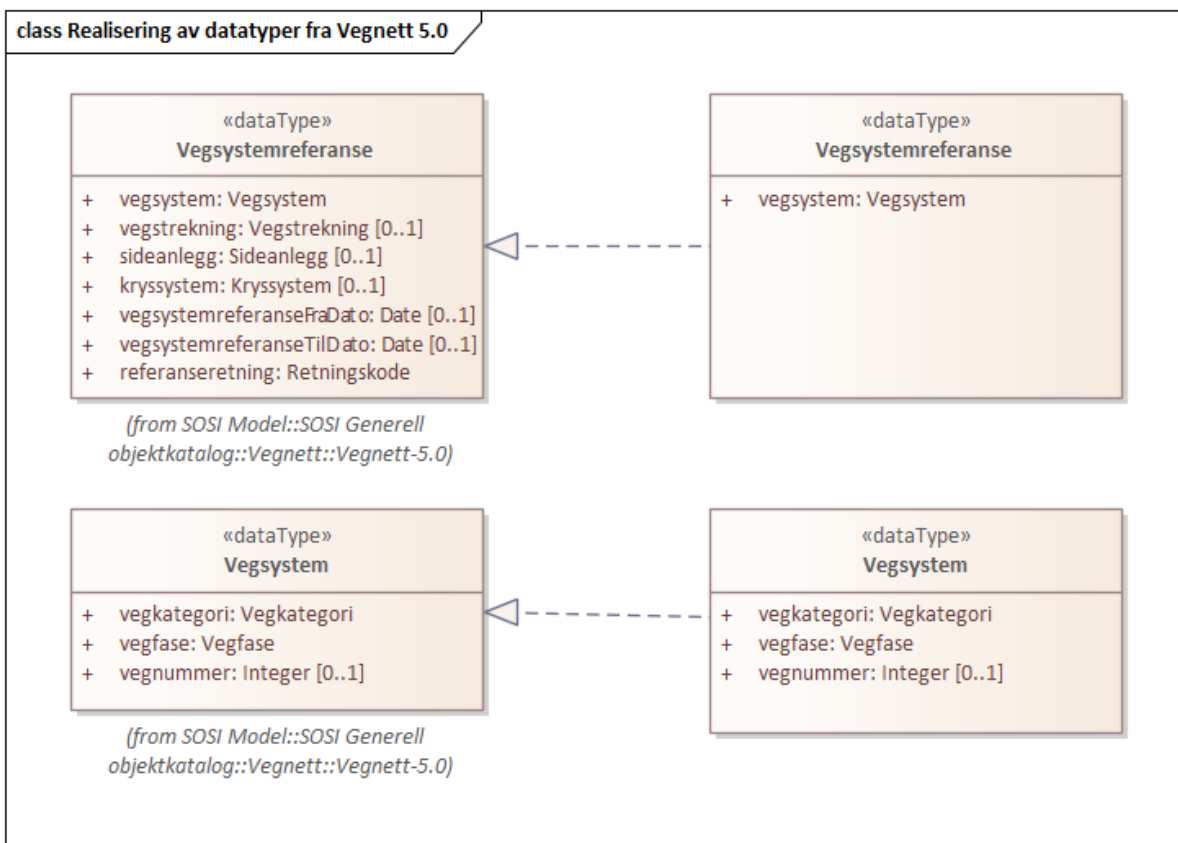 class Realisering av datatyper fra Vegnett 5.0
«dataType»
Vegsystemreferanse
+ vegsystem: Vegsystem
+ vegstrekning: Vegstrekning [0..1]
+ sideanlegg: Sideanlegg [0..1]
+ kryssystem: Kryssystem [0..1]
+ vegsystemreferanseFraDato: Date [0..1]
+ vegsystemreferanseTilDato: Date [0..1]
+ referanseretning: Retningskode
(from SOSI Model::SOSI Generell
objektkatalog::Vegnett::Vegnett-5.0)
«dataType»
Vegsystemreferanse
+ vegsystem: Vegsystem
«dataType»
Vegsystem
+ vegkategori: Vegkategori
+ vegfase: Vegfase
+ vegnummer: Integer [0..1]
(from SOSI Model::SOSI Generell
objektkatalog::Vegnett::Vegnett-5.0)
«dataType»
Vegsystem
+ vegkategori: Vegkategori
+ vegfase: Vegfase
+ vegnummer: Integer [0..1]